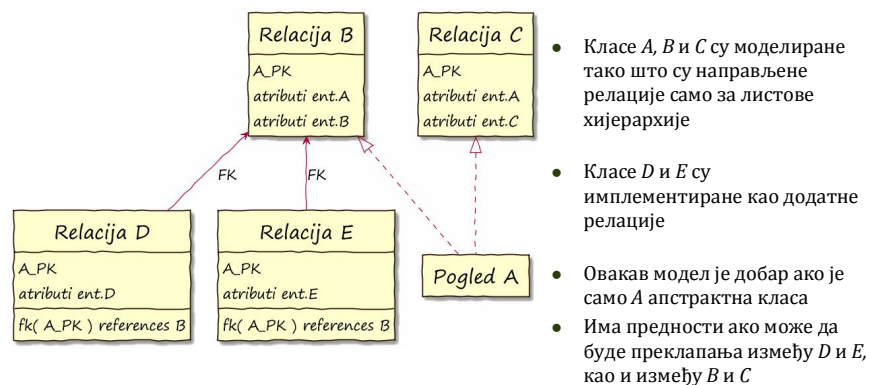 Relacija B
A_PK
atributi ent.A
atributi ent.B
Relacija C
A_PK
atributi ent.A
atributi ent.C
FK
FK
Relacija D
A_PK
atributi ent.D
fk( A_PK ) references B
Relacija E
A_PK
atributi ent.E
fk( A_PK ) references B
Pogled A
● Класе A, B и C су моделиране
тако што су направљене
релације само за листове
хијерархије
● Класе D и E су
имплементиране као додатне
релације
● Овакав модел је добар ако је
само A апстрактна класа
● Има предности ако може да
буде преклапања између D и E,
као и између B и C